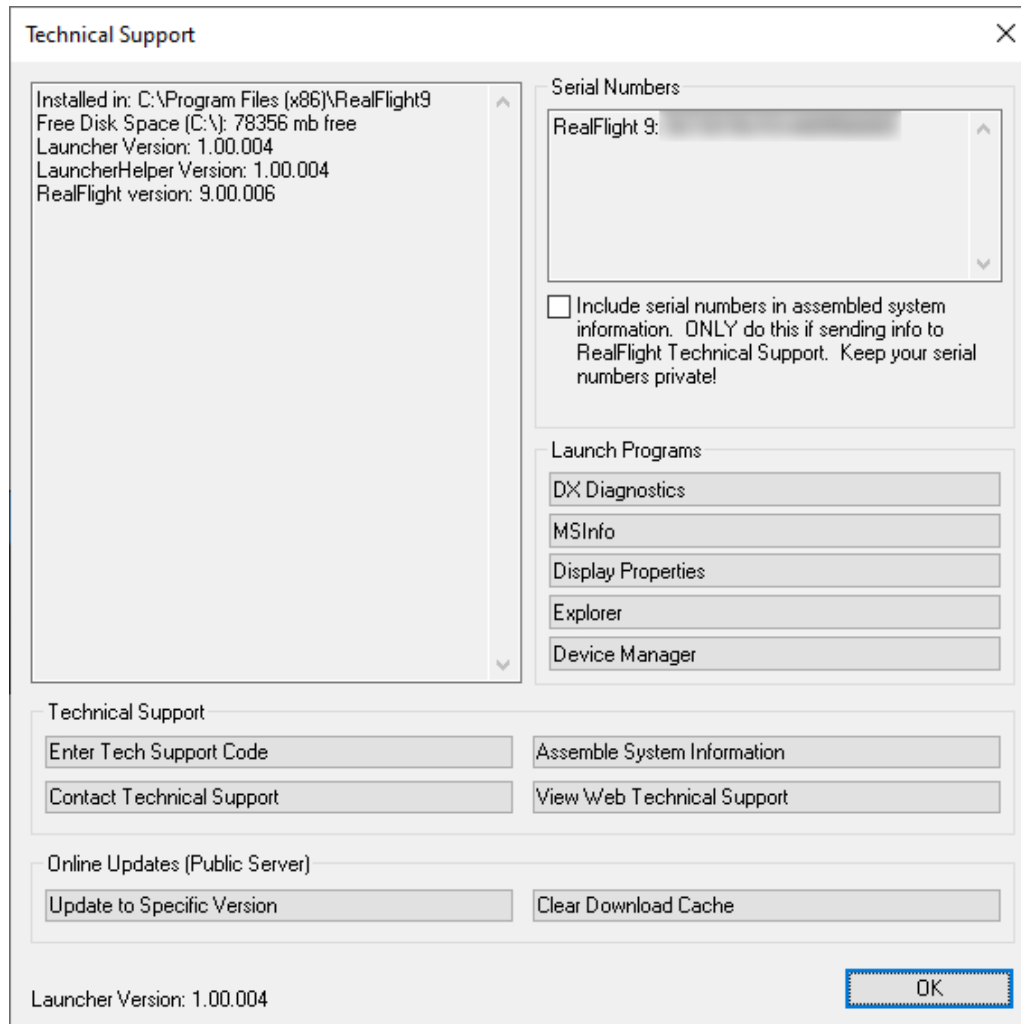 Technical Support
Installed in: C:\Program Files (x86)\RealFlight9
Free Disk Space (C:\): 78356 mb free
Launcher Version: 1.00.004
LauncherHelper Version: 1.00.004
RealFlight version: 9.00.006
Serial Numbers
RealFlight 9:
Include serial numbers in assembled system
information.  ONLY do this if sending info to
RealFlight Technical Support.  Keep your serial
numbers private!
Launch Programs
DX Diagnostics
MSInfo
Display Properties
Explorer
Device Manager
Technical Support
Enter Tech Support Code
Assemble System Information
Contact Technical Support
View Web Technical Support
Online Updates (Public Server)
Update to Specific Version
Clear Download Cache
Launcher Version: 1.00.004
OK